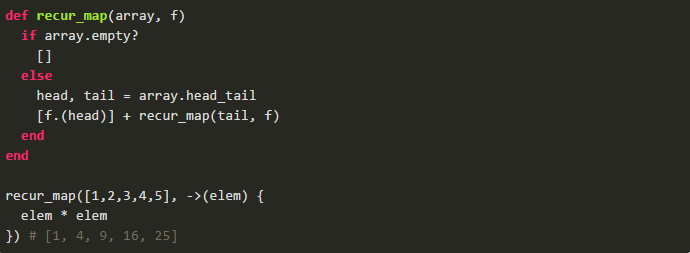 def recur_map(array, f)
  if array.empty?
    []
  else
    head, tail = array.head_tail
    [f.(head)] + recur_map(tail, f)
  end
end

recur_map([1,2,3,4,5], ->(elem) {
  elem * elem
}) # [1, 4, 9, 16, 25]